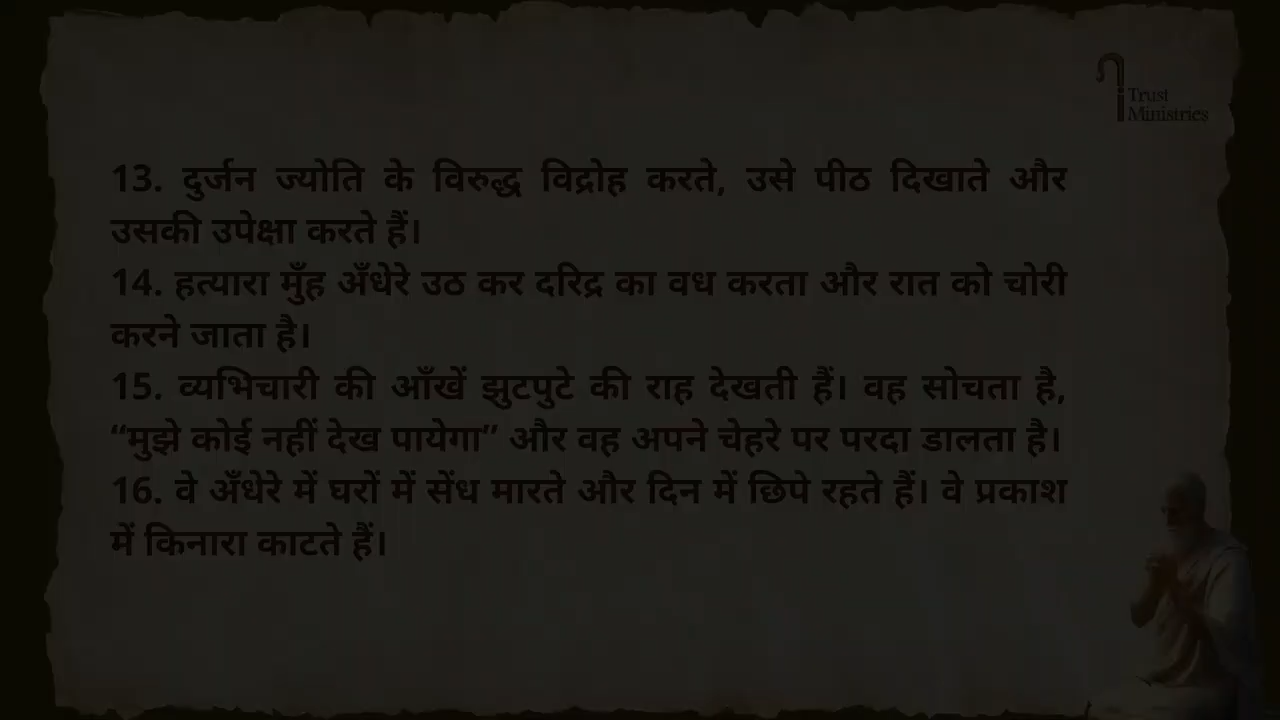 Trust
Ministries
13. दुर्जन ज्योति के विरुद्ध विद्रोह करते, उसे पीठ दिखाते और
उसकी उपेक्षा करते हैं।
14. हत्यारा मुँह अँधेरे उठ कर दरिद्र का वध करता और रात को चोरी
करने जाता है।
15. व्यभिचारी की आँखें झुटपुटे की राह देखती हैं। वह सोचता है,
“मुझे कोई नहीं देख पायेगा” और वह अपने चेहरे पर परदा डालता है।
16. वे अँधेरे में घरों में सेंध मारते और दिन में छिपे रहते हैं। वे प्रकाश
में किनारा काटते हैं।